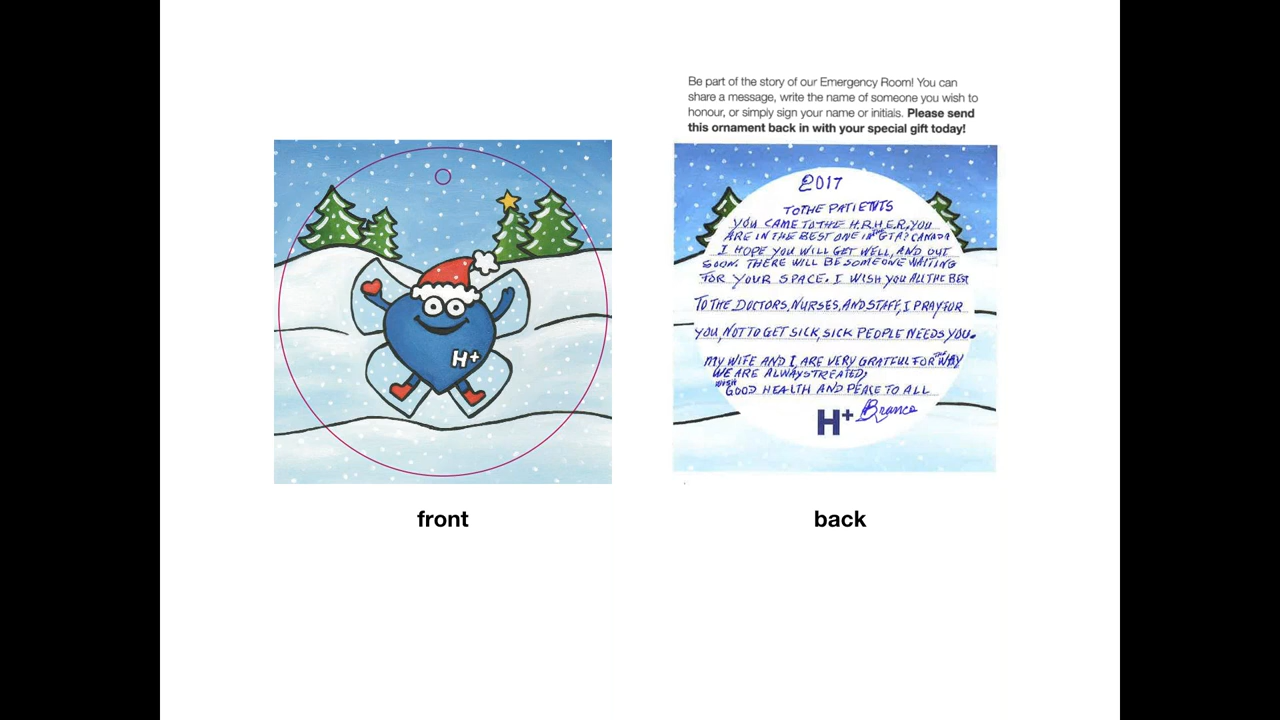 Be part of the story of our Emergency Room! You can
share a message, write the name of someone you wish to
honour, or simply sign your name or initials. Please send
this ornament back in with your special gift today!
H+
2017
TO THE PATIENTS
YOU CAME TO THE H.R.H.E.R, YOU
ARE IN THE BEST ONE IN THE GTA? CANADA
I HOPE YOU WILL GET WELL, AND OUT
SOON. THERE WILL BE SOMEONE WAITING
FOR YOUR SPACE. I WISH YOU ALL THE BEST
TO THE DOCTORS, NURSES, AND STAFF, I PRAY FOR
YOU, NOT TO GET SICK, SICK PEOPLE NEEDS YOU.
MY WIFE AND I, ARE VERY GRATEFUL FOR THE WAY
WE ARE ALWAYS TREATED,
WISH GOOD HEALTH AND PEACE TO ALL
H+ Branco
front
back